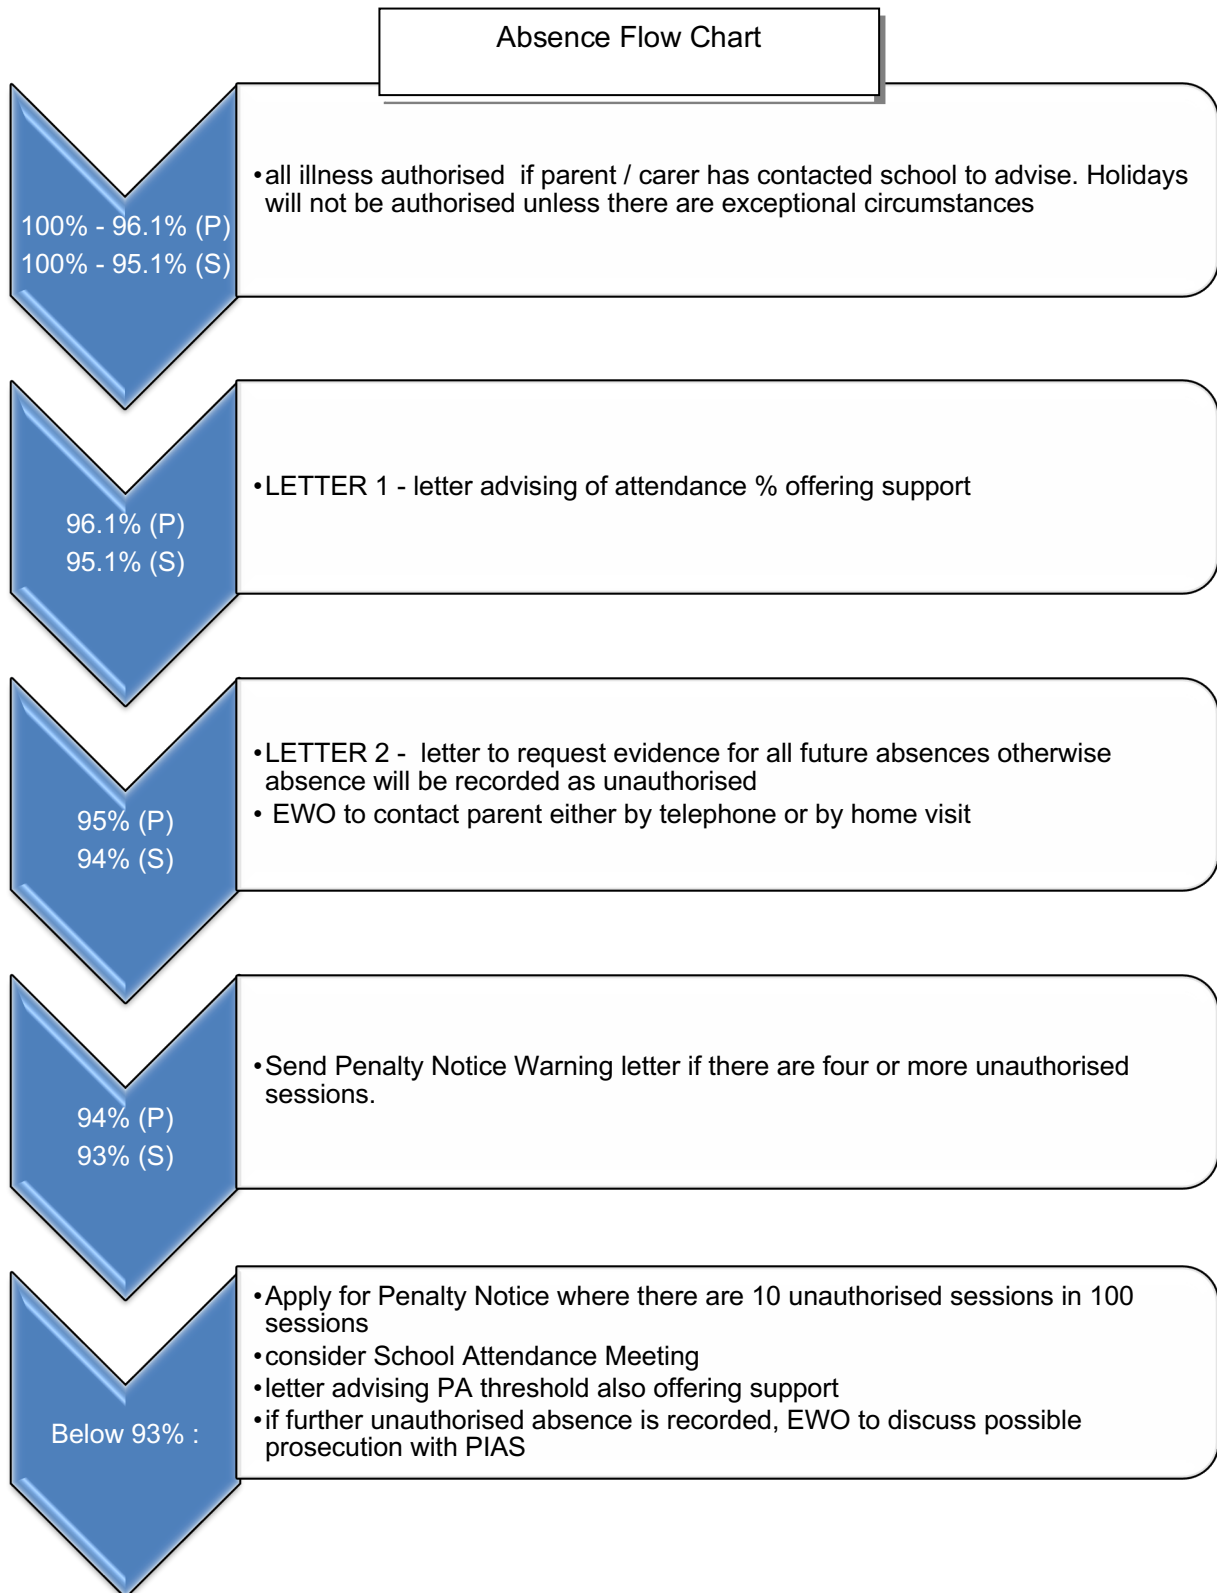 Absence Flow Chart
100% - 96.1% (P)
100% - 95.1% (S)
•all illness authorised  if parent / carer has contacted school to advise. Holidays
will not be authorised unless there are exceptional circumstances
96.1% (P)
95.1% (S)
•LETTER 1 - letter advising of attendance % offering support
95% (P)
94% (S)
•LETTER 2 -  letter to request evidence for all future absences otherwise
absence will be recorded as unauthorised
• EWO to contact parent either by telephone or by home visit
94% (P)
93% (S)
•Send Penalty Notice Warning letter if there are four or more unauthorised
sessions.
Below 93% :
•Apply for Penalty Notice where there are 10 unauthorised sessions in 100
sessions
•consider School Attendance Meeting
•letter advising PA threshold also offering support
•if further unauthorised absence is recorded, EWO to discuss possible
prosecution with PIAS